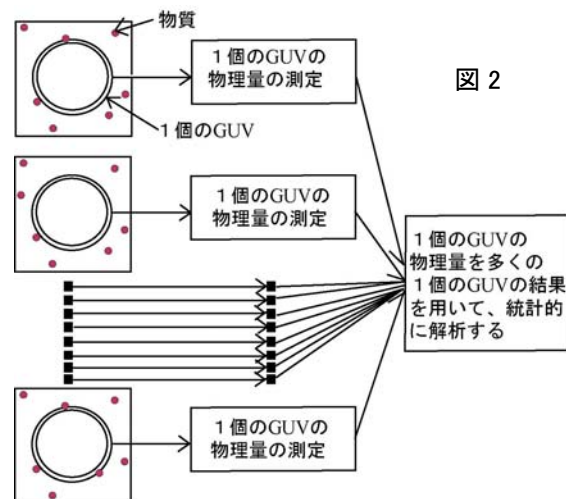 物質
1個のGUVの
物理量の測定
図 2
1個のGUV
1個のGUVの
物理量の測定
1個のGUVの
物理量を多くの
1個のGUVの結果
を用いて、統計的
に解析する
1個のGUVの
物理量の測定